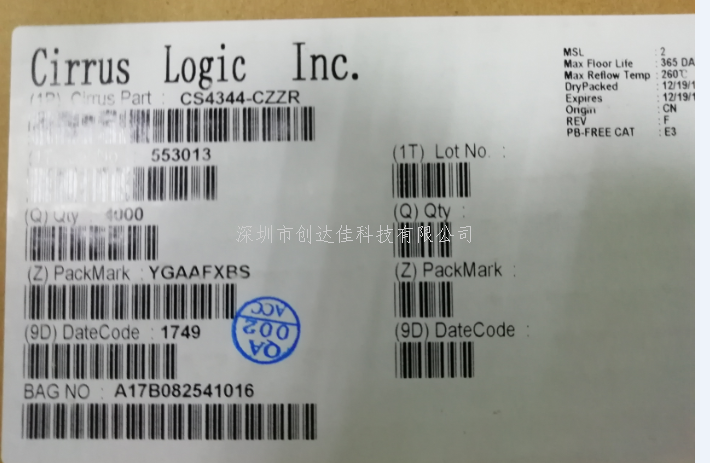 Cirrus Logic Inc.
(1P) Cirrus Part : CS4344-CZZR
553013
(Q) Qty 4000
(Z) PackMark : YGAAFXBS
(9D) DateCode : 1749
BAG NO : A17B082541016
QA
002
ACC
(1T) Lot No. :
(Q) Qty :
(Z) PackMark :
(9D) DateCode :
MSL : 2
Max Floor Life : 365 DA
Max Reflow Temp : 260℃
DryPacked : 12/19/1
Expires : 12/19/1
Origin : CN
REV : F
PB-FREE CAT : E3
深圳市创达佳科技有限公司